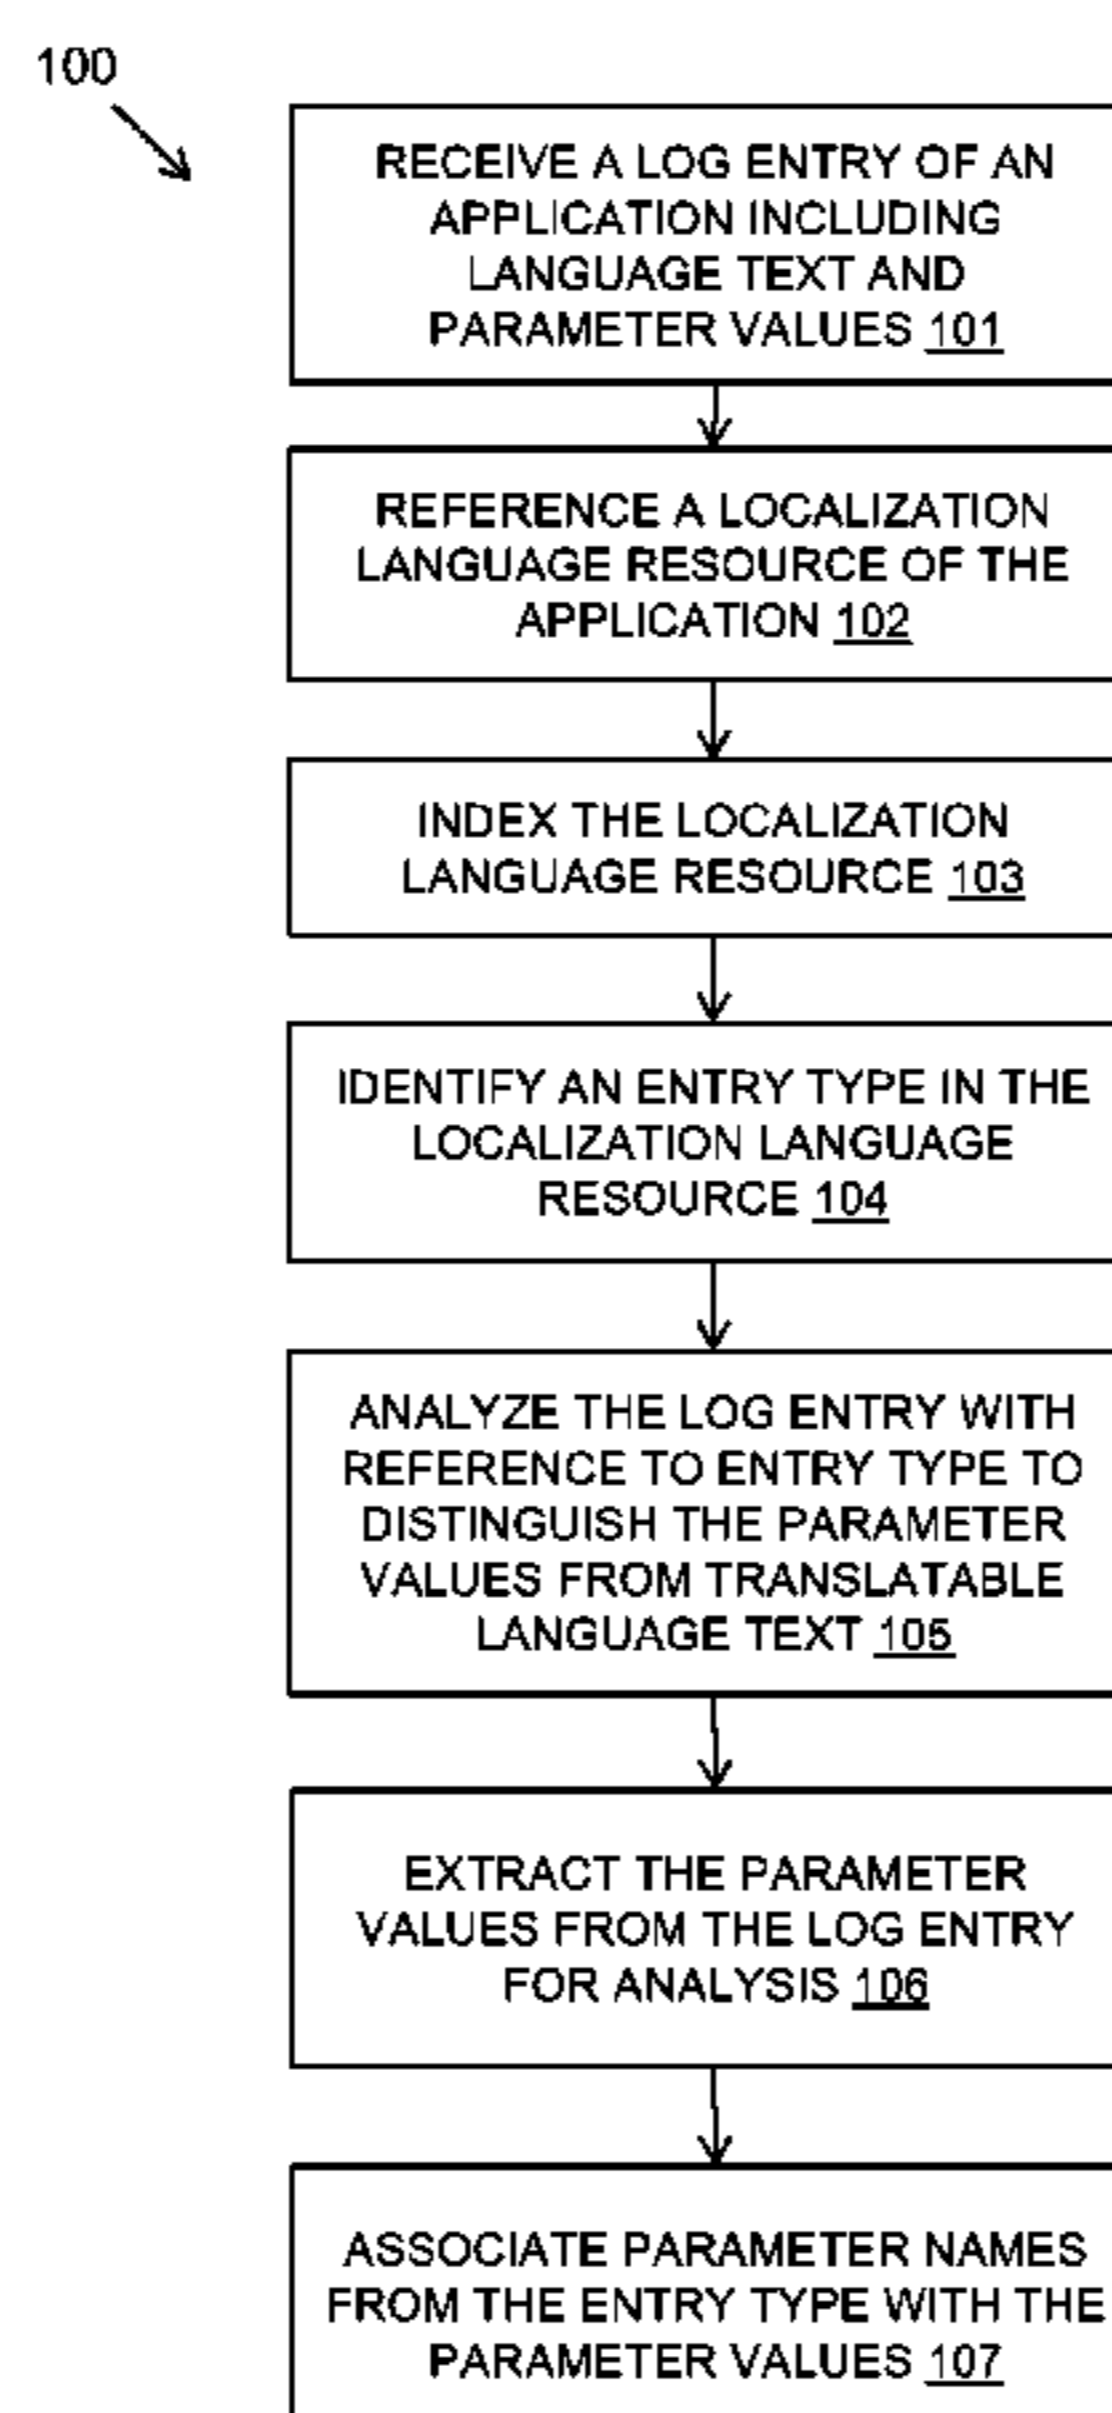 100
RECEIVE A LOG ENTRY OF AN
APPLICATION INCLUDING
LANGUAGE TEXT AND
PARAMETER VALUES 101
REFERENCE A LOCALIZATION
LANGUAGE RESOURCE OF THE
APPLICATION 102
INDEX THE LOCALIZATION
LANGUAGE RESOURCE 103
IDENTIFY AN ENTRY TYPE IN THE
LOCALIZATION LANGUAGE
RESOURCE 104
ANALYZE THE LOG ENTRY WITH
REFERENCE TO ENTRY TYPE TO
DISTINGUISH THE PARAMETER
VALUES FROM TRANSLATABLE
LANGUAGE TEXT 105
EXTRACT THE PARAMETER
VALUES FROM THE LOG ENTRY
FOR ANALYSIS 106
ASSOCIATE PARAMETER NAMES
FROM THE ENTRY TYPE WITH THE
PARAMETER VALUES 107